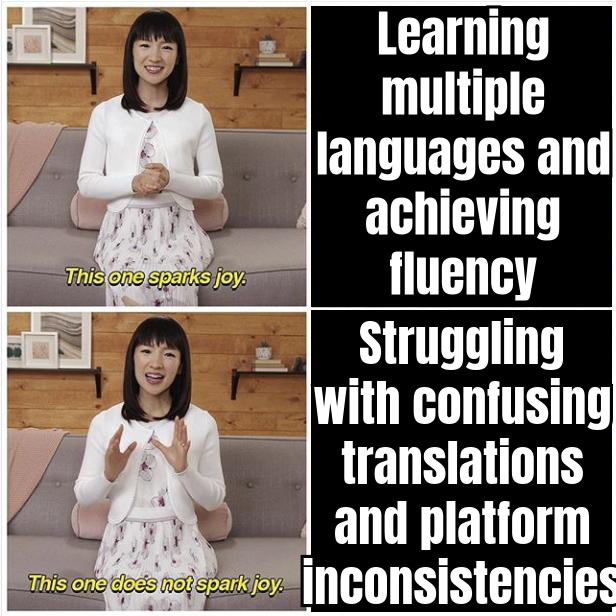 Learning
multiple
languages and
achieving
fluency
This one sparks joy.
Struggling
with confusing
translations
and platform
inconsistencies
This one does not spark joy.